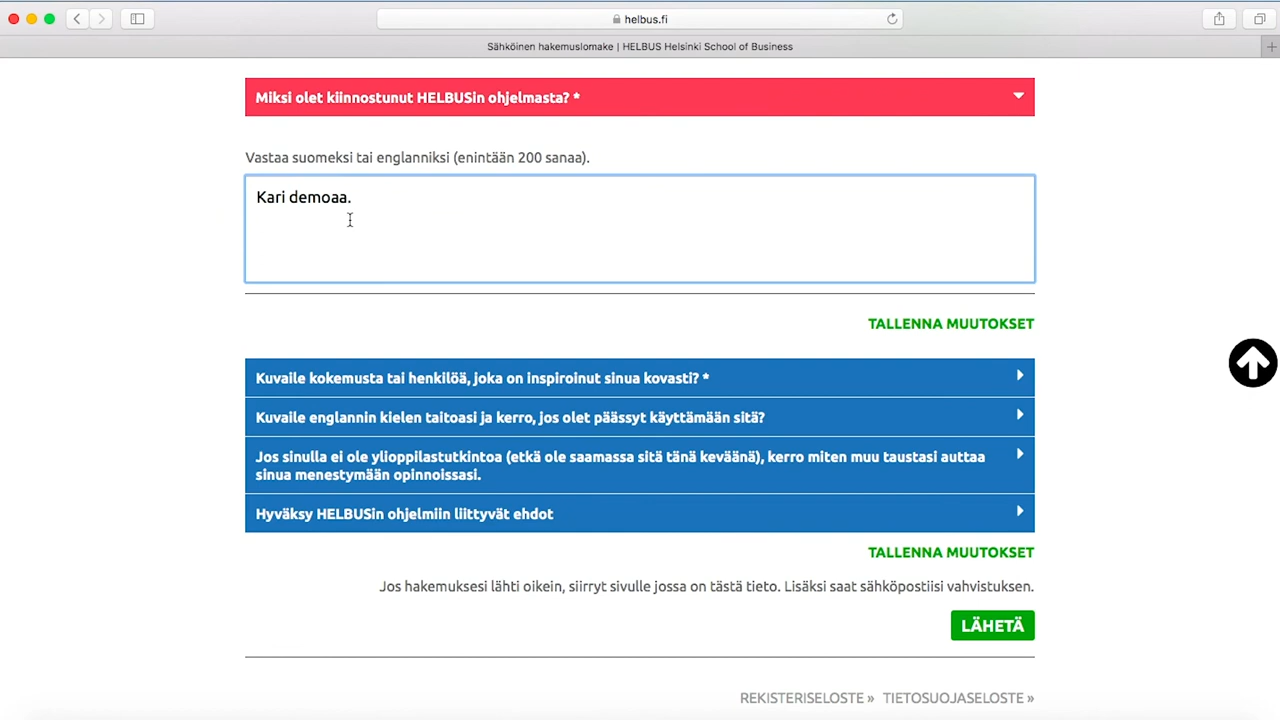 helbus.fi
Sähköinen hakemuslomake | HELBUS Helsinki School of Business
Miksi olet kiinnostunut HELBUSin ohjelmasta? *
Vastaa suomeksi tai englanniksi (enintään 200 sanaa).
Kari demoaa.
TALLENNA MUUTOKSET
Kuvaile kokemusta tai henkilöä, joka on inspiroinut sinua kovasti? *
Kuvaile englannin kielen taitoasi ja kerro, jos olet päässyt käyttämään sitä?
Jos sinulla ei ole ylioppilastutkintoa (etkä ole saamassa sitä tänä keväänä), kerro miten muu taustasi auttaa
sinua menestymään opinnoissasi.
Hyväksy HELBUSin ohjelmiin liittyvät ehdot
TALLENNA MUUTOKSET
Jos hakemuksesi lähti oikein, siirryt sivulle jossa on tästä tieto. Lisäksi saat sähköpostiisi vahvistuksen.
LÄHETÄ
REKISTERISELOSTE » TIETOSUOJASELOSTE »